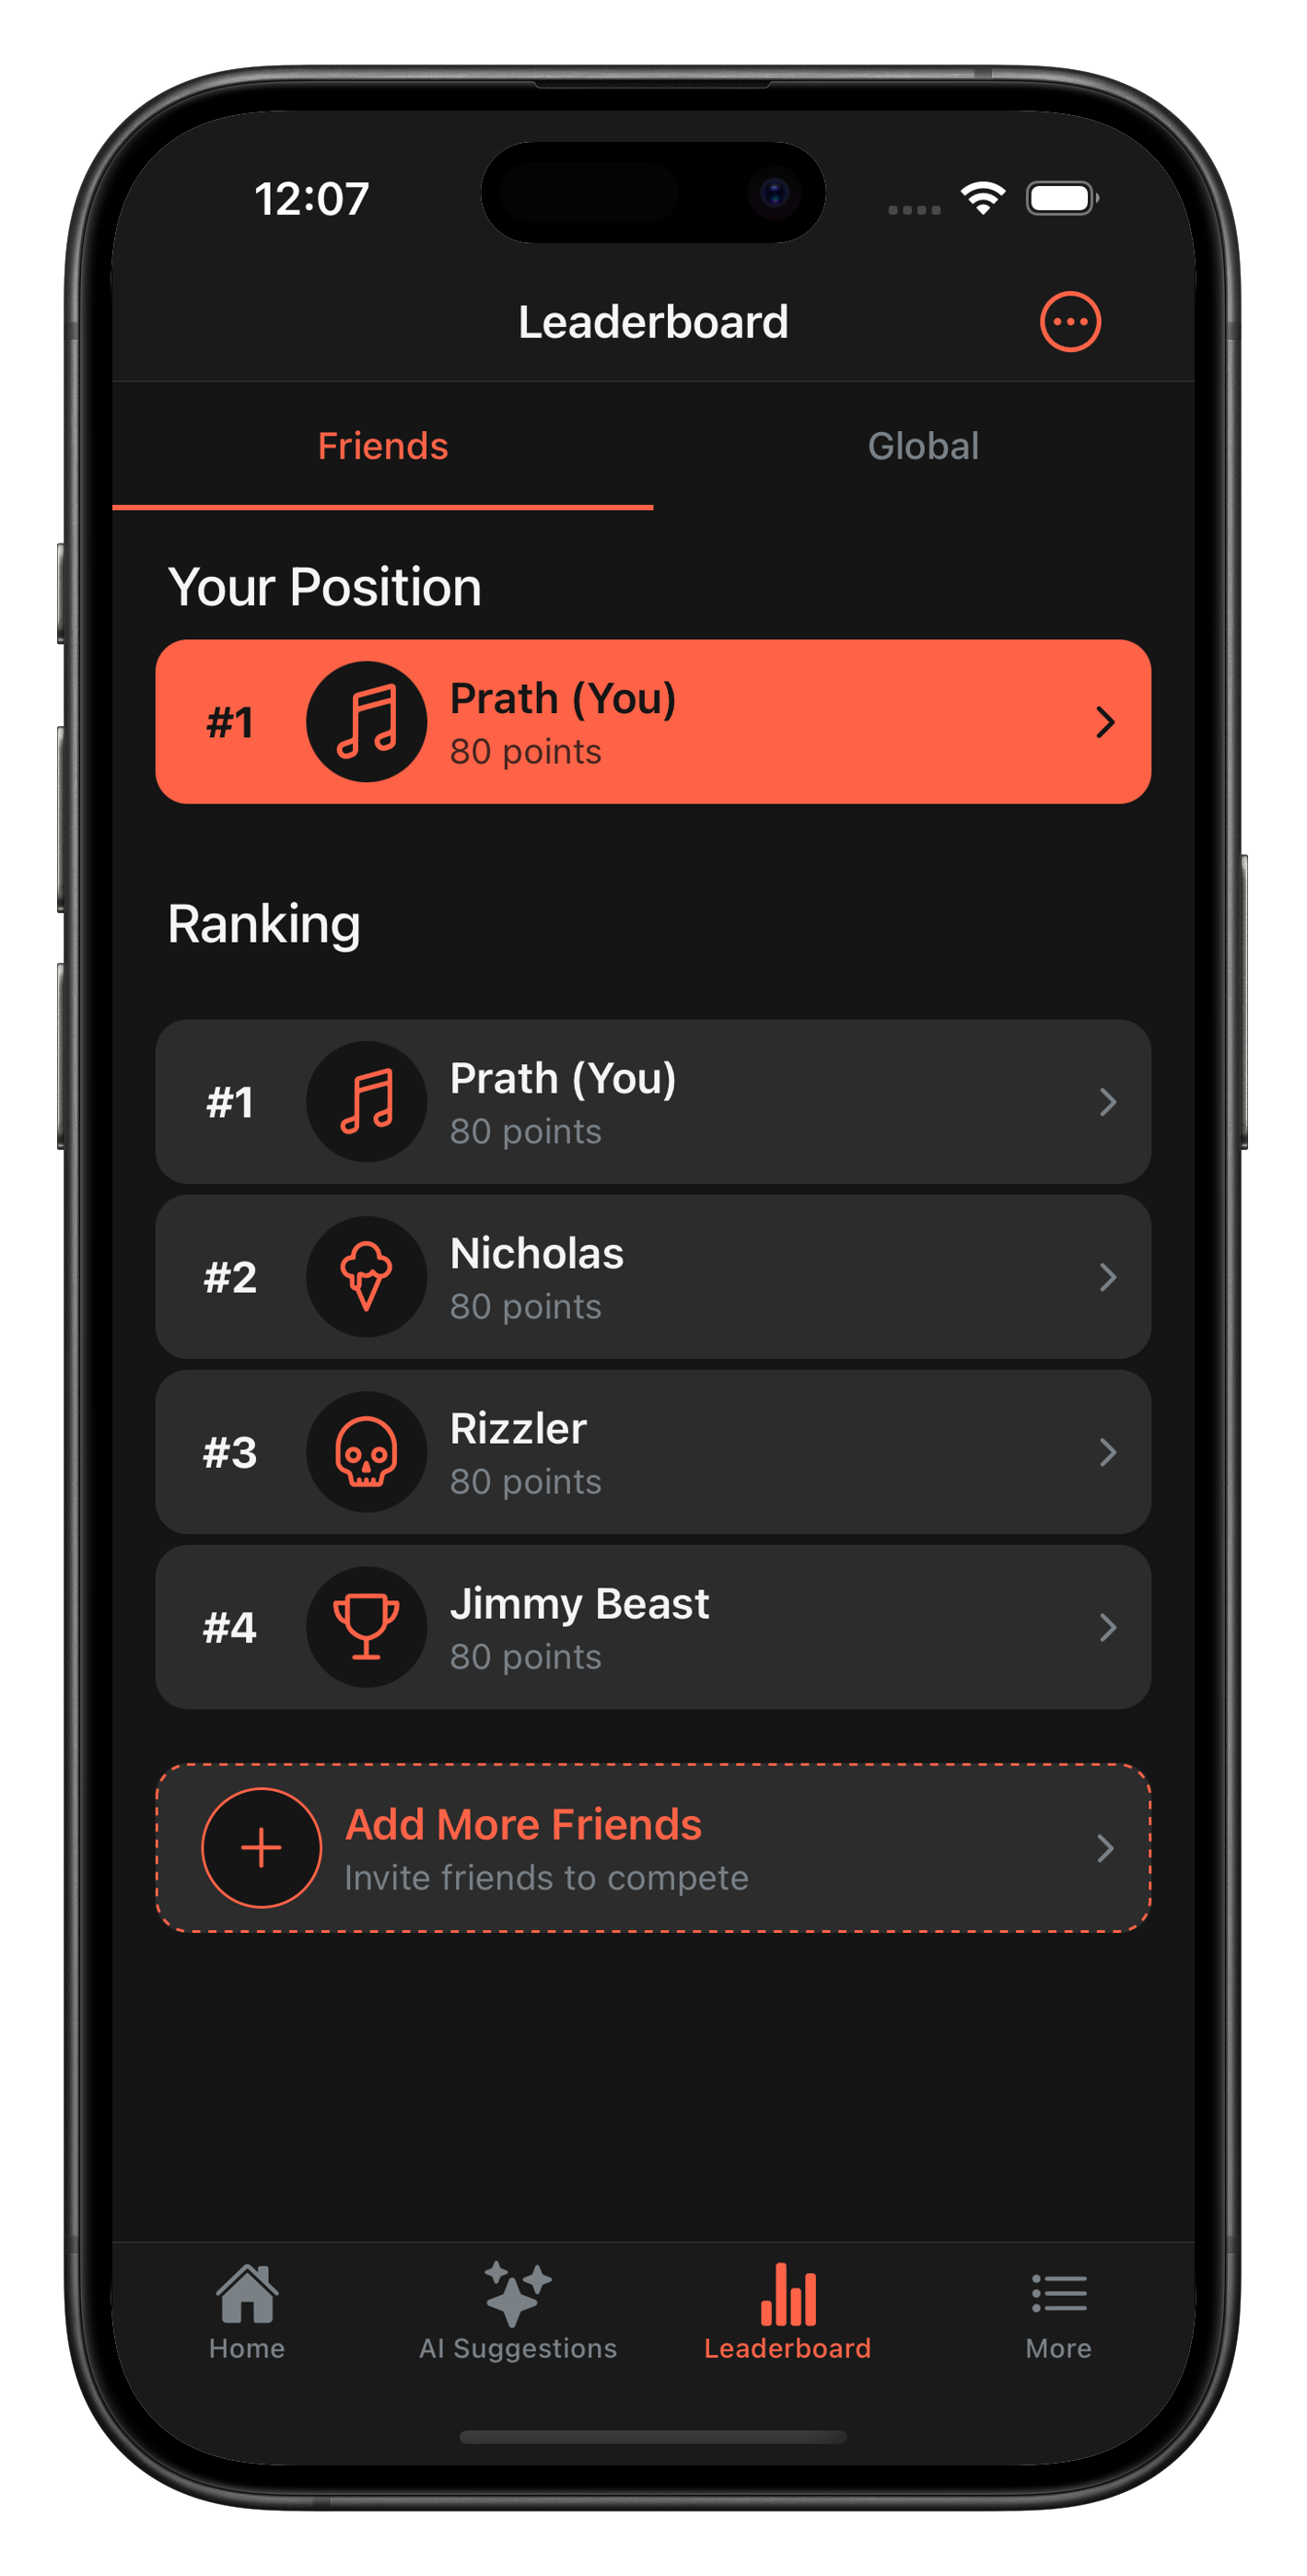 12:07
Leaderboard
Friends
Global
Your Position
#1
Prath (You)
80 points
Ranking
#1
Prath (You)
80 points
#2
Nicholas
80 points
#3
Rizzler
80 points
#4
Jimmy Beast
80 points
Add More Friends
Invite friends to compete
Home
AI Suggestions
Leaderboard
More